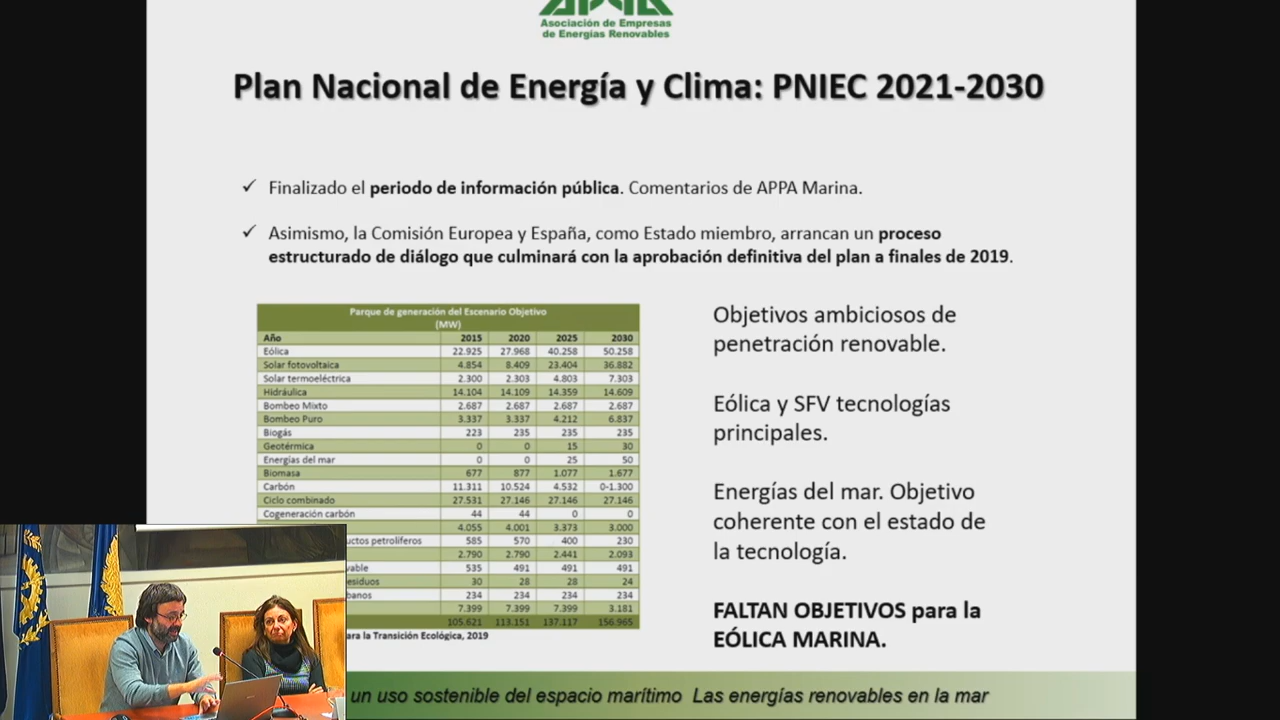 Asociación de Empresas
de Energías Renovables
Plan Nacional de Energía y Clima: PNIEC 2021-2030
✓ Finalizado el periodo de información pública. Comentarios de APPA Marina.
✓ Asimismo, la Comisión Europea y España, como Estado miembro, arrancan un proceso
estructurado de diálogo que culminará con la aprobación definitiva del plan a finales de 2019.
Parque de generación del Escenario Objetivo
(MW)
Año 2015 2020 2025 2030
Eólica 22.925 27.968 40.258 50.258
Solar fotovoltaica 4.854 8.409 23.404 36.882
Solar termoeléctrica 2.300 2.303 4.803 7.303
Hidráulica 14.104 14.109 14.359 14.609
Bombeo Mixto 2.687 2.687 2.687 2.687
Bombeo Puro 3.337 3.337 4.212 6.837
Biogás 223 235 235 235
Geotérmica 0 0 15 30
Energías del mar 0 0 25 50
Biomasa 677 877 1.077 1.677
Carbón 11.311 10.524 4.532 0-1.300
Ciclo combinado 27.531 27.146 27.146 27.146
Cogeneración carbón 44 44 0 0
4.055 4.001 3.373 3.000
uctos petrolíferos 585 570 400 230
2.790 2.790 2.441 2.093
vable 535 491 491 491
esiduos 30 28 28 24
banos 234 234 234 234
7.399 7.399 7.399 3.181
105.621 113.151 137.117 156.965
ara la Transición Ecológica, 2019
Objetivos ambiciosos de
penetración renovable.
Eólica y SFV tecnologías
principales.
Energías del mar. Objetivo
coherente con el estado de
la tecnología.
FALTAN OBJETIVOS para la
EÓLICA MARINA.
un uso sostenible del espacio marítimo Las energías renovables en la mar